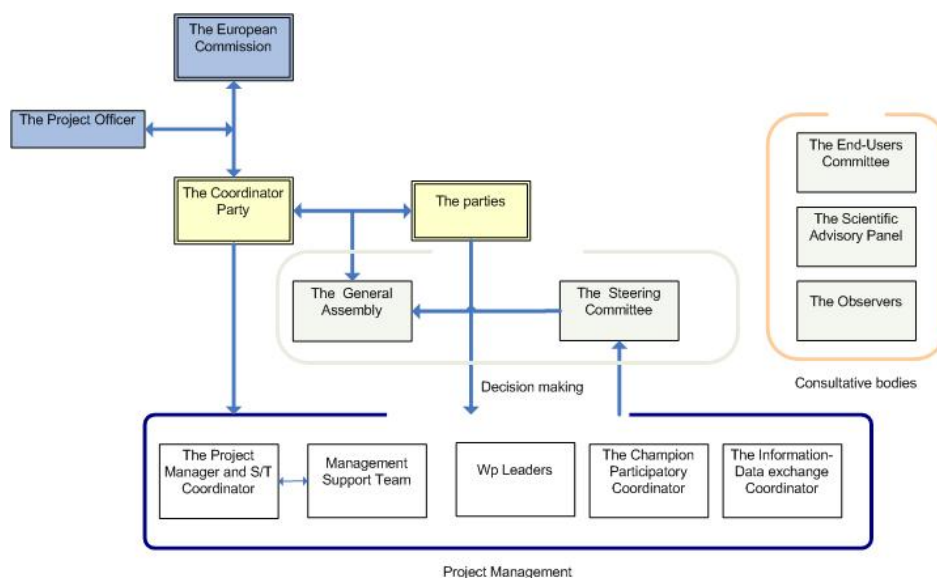 The European
Commission
The Project Officer
The Coordinator
Party
The parties
The End-Users
Committee
The Scientific
Advisory Panel
The Observers
Consultative bodies
The General
Assembly
The Steering
Committee
Decision making
The Project
Manager and S/T
Coordinator
Management
Support Team
Wp Leaders
The Champion
Participatory
Coordinator
The Information-
Data exchange
Coordinator
Project Management